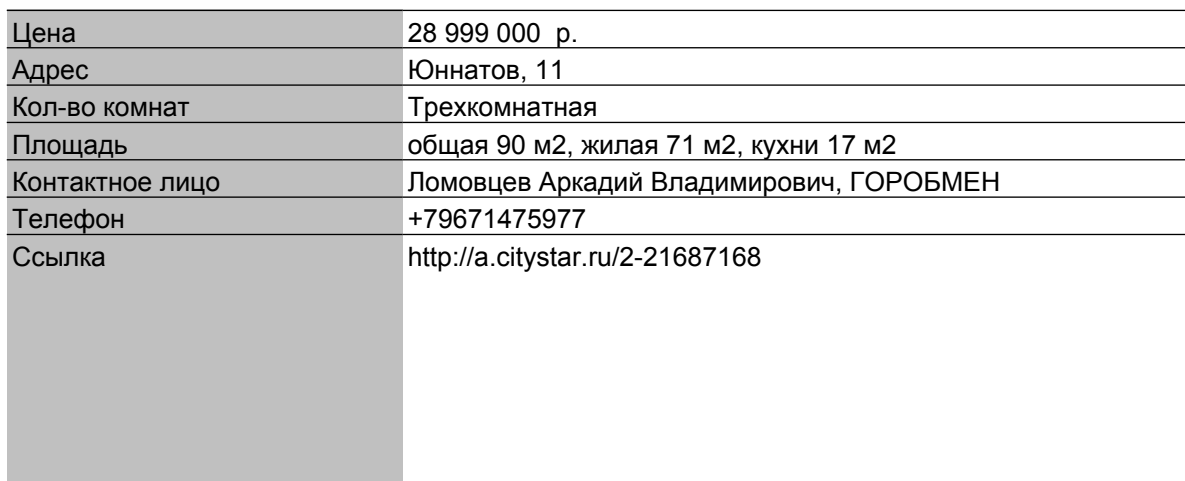 Цена 28 999 000 р.
Адрес Юннатов, 11
Кол-во комнат Трехкомнатная
Площадь общая 90 м2, жилая 71 м2, кухни 17 м2
Контактное лицо Ломовцев Аркадий Владимирович, ГОРОБМЕН
Телефон +79671475977
Ссылка http://a.citystar.ru/2-21687168